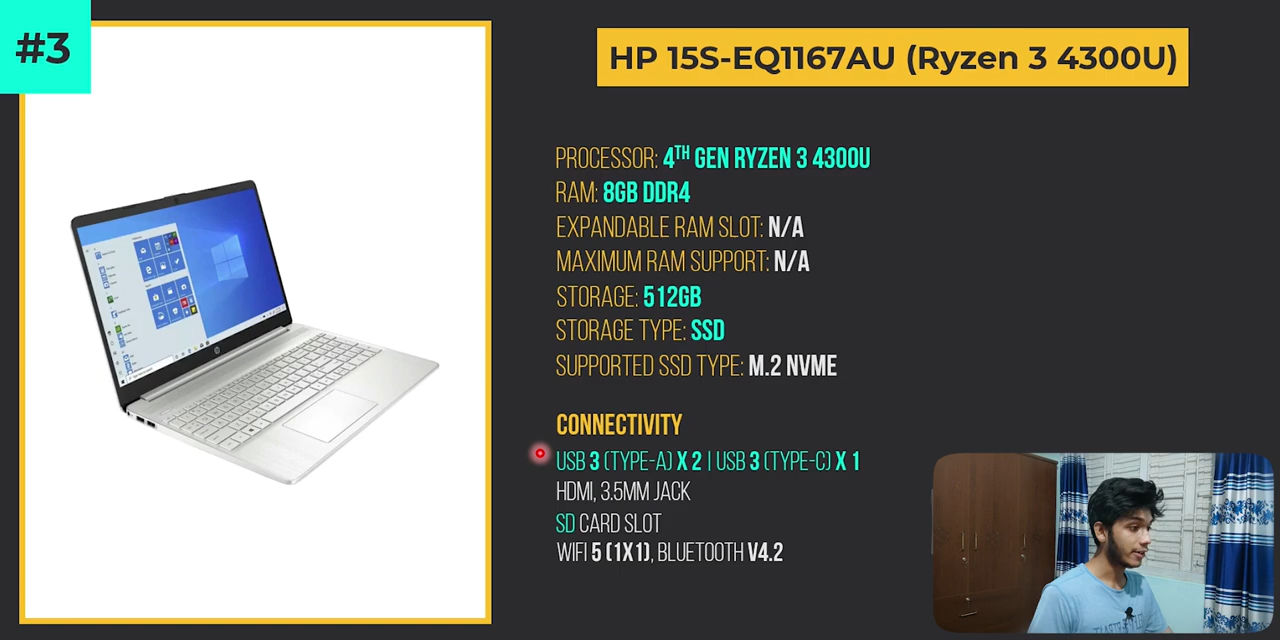 #3
HP 15S-EQ1167AU (Ryzen 3 4300U)
PROCESSOR: 4TH GEN RYZEN 3 4300U
RAM: 8GB DDR4
EXPANDABLE RAM SLOT: N/A
MAXIMUM RAM SUPPORT: N/A
STORAGE: 512GB
STORAGE TYPE: SSD
SUPPORTED SSD TYPE: M.2 NVME
CONNECTIVITY
USB 3 (TYPE-A) X 2 | USB 3 (TYPE-C) X 1
HDMI, 3.5MM JACK
SD CARD SLOT
WIFI 5 (1X1), BLUETOOTH V4.2